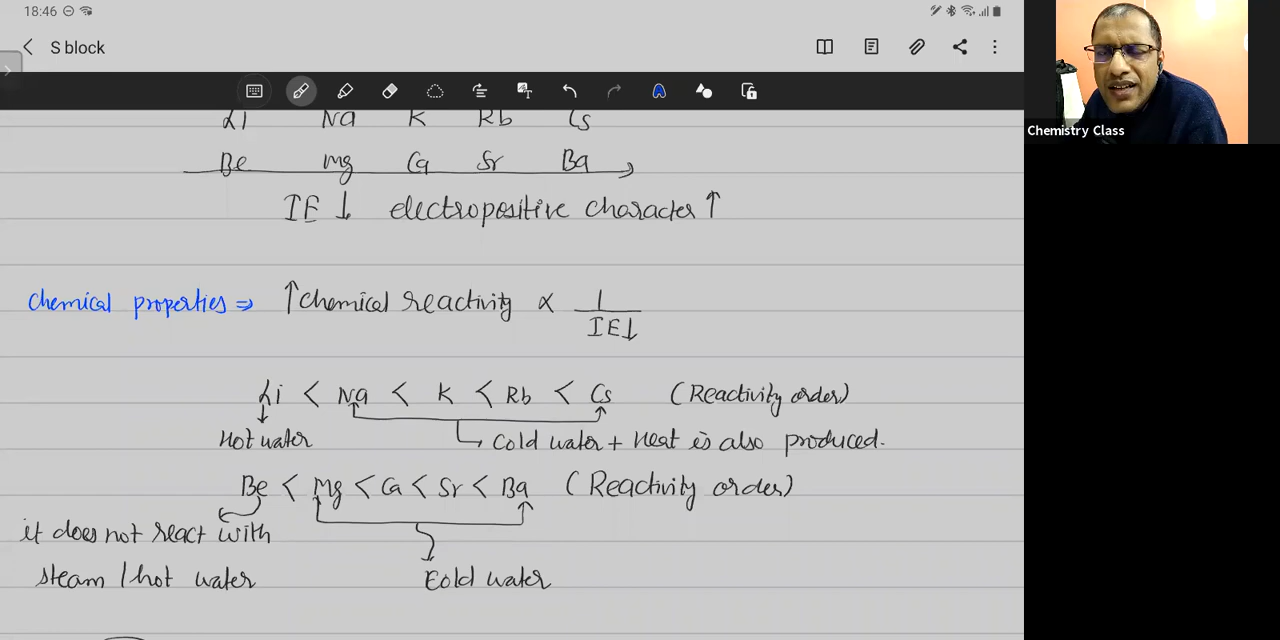 18:46
S block
Chemistry Class
Li Na K Rb Cs
Be Mg Ca Sr Ba
IE ↓ electropositive character ↑
Chemical properties ⇒ ↑ Chemical reactivity ∝ 1 / IE↓
Li < Na < K < Rb < Cs (Reactivity order)
Hot water Cold water + Heat is also produced.
Be < Mg < Ca < Sr < Ba (Reactivity order)
it does not react with
steam / hot water Cold water